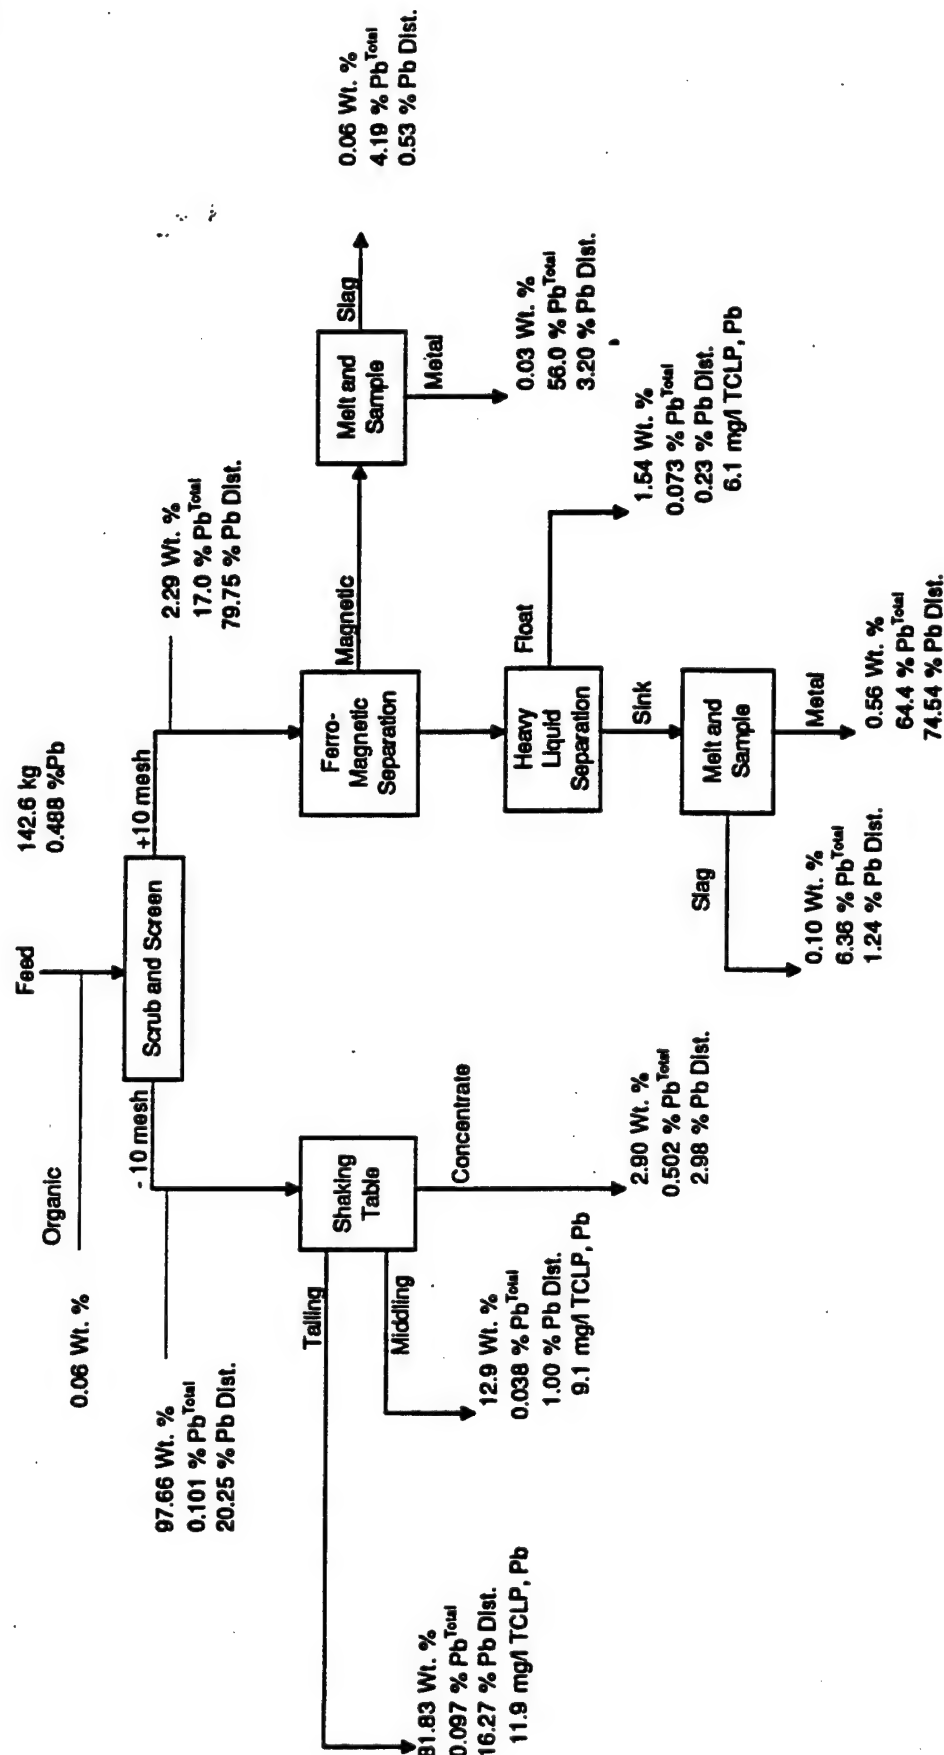 Feed
142.6 kg
0.488 %Pb
Organic
0.06 Wt. %
Scrub and Screen
- 10 mesh
+10 mesh
97.66 Wt. %
0.101 % Pb Total
20.25 % Pb Dist.
2.29 Wt. %
17.0 % Pb Total
79.75 % Pb Dist.
Shaking
Table
Tailing
Middling
Concentrate
81.83 Wt. %
0.097 % Pb Total
16.27 % Pb Dist.
11.9 mg/l TCLP, Pb
12.9 Wt. %
0.038 % Pb Total
1.00 % Pb Dist.
9.1 mg/l TCLP, Pb
2.90 Wt. %
0.502 % Pb Total
2.98 % Pb Dist.
Ferro-
Magnetic
Separation
Magnetic
Melt and
Sample
Slag
0.06 Wt. %
4.19 % Pb Total
0.53 % Pb Dist.
Metal
0.03 Wt. %
56.0 % Pb Total
3.20 % Pb Dist.
Heavy
Liquid
Separation
Float
1.54 Wt. %
0.073 % Pb Total
0.23 % Pb Dist.
6.1 mg/l TCLP, Pb
Sink
Melt and
Sample
Slag
0.10 Wt. %
6.36 % Pb Total
1.24 % Pb Dist.
Metal
0.56 Wt. %
64.4 % Pb Total
74.54 % Pb Dist.